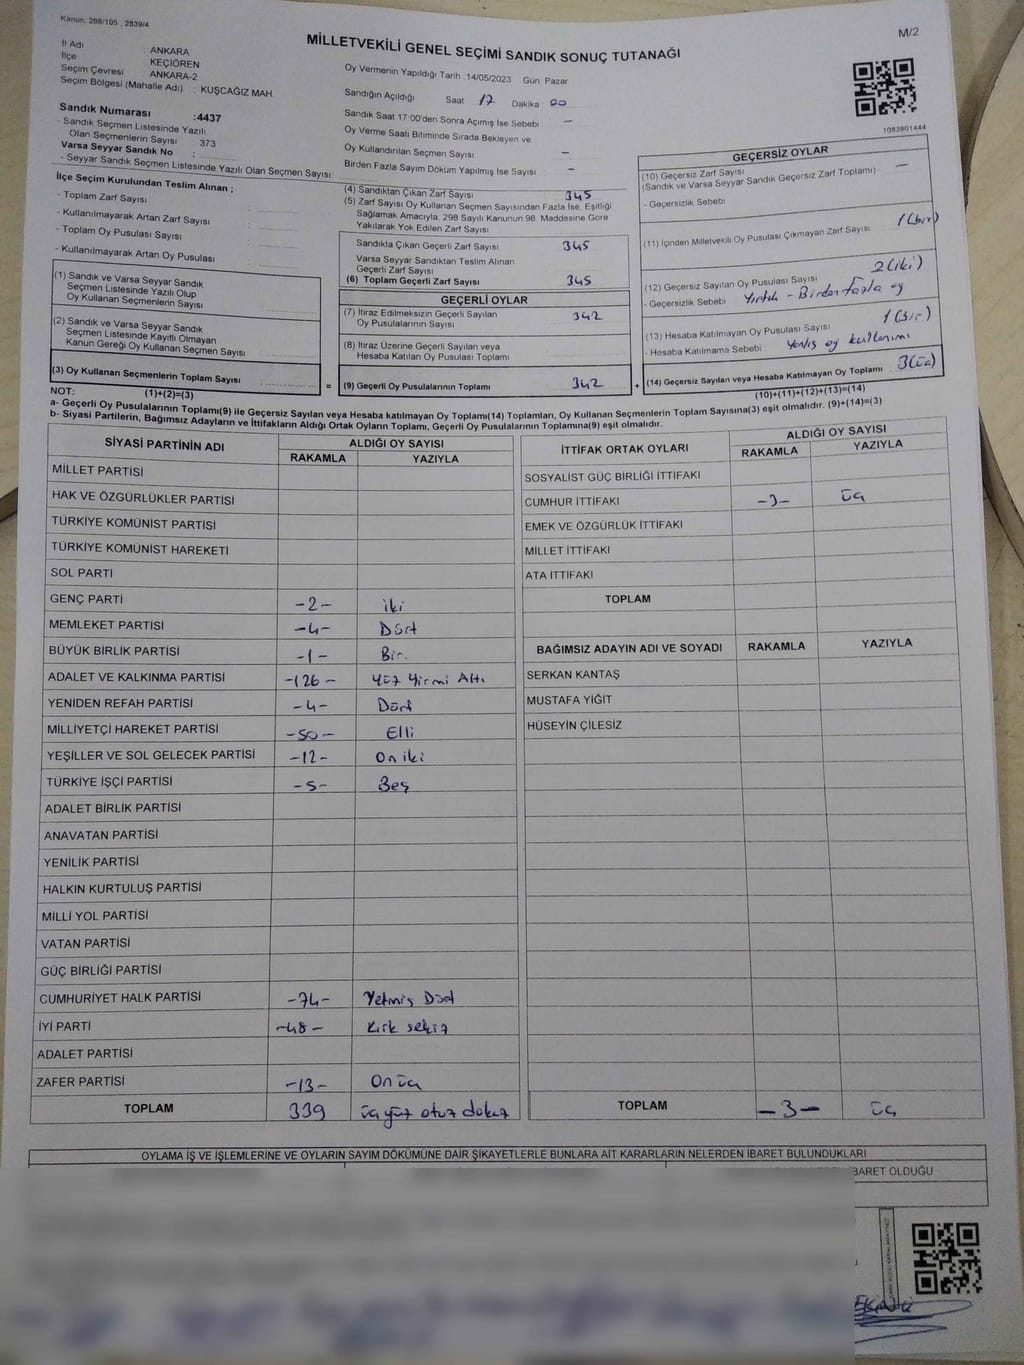 Kanun: 298/105 , 2839/4
M/2
MİLLETVEKİLİ GENEL SEÇİMİ SANDIK SONUÇ TUTANAĞI
İl Adı : ANKARA
İlçe : KEÇİÖREN
Seçim Çevresi : ANKARA-2
Seçim Bölgesi (Mahalle Adı) : KUŞCAĞIZ MAH.
Sandık Numarası :4437
- Sandık Seçmen Listesinde Yazılı
Olan Seçmenlerin Sayısı 373
Varsa Seyyar Sandık No :
- Seyyar Sandık Seçmen Listesinde Yazılı Olan Seçmen Sayısı:
Oy Vermenin Yapıldığı Tarih 14/05/2023 Gün Pazar
Sandığın Açıldığı Saat 17 Dakika 00
Sandık Saat 17:00'den Sonra Açımış İse Sebebi : -
Oy Verme Saati Bitiminde Sırada Bekleyen ve
Oy Kullandırılan Seçmen Sayısı -
Birden Fazla Sayım Döküm Yapılmış İse Sayısı -
1083801444
İlçe Seçim Kurulundan Teslim Alınan ;
- Toplam Zarf Sayısı
- Kullanılmayarak Artan Zarf Sayısı
- Toplam Oy Pusulası Sayısı
- Kullanılmayarak Artan Oy Pusulası
(1) Sandık ve Varsa Seyyar Sandık
Seçmen Listesinde Yazılı Olup
Oy Kullanan Seçmenlerin Sayısı
(2) Sandık ve Varsa Seyyar Sandık
Seçmen Listesinde Kayıtlı Olmayan
Kanun Gereği Oy Kullanan Seçmen Sayısı
(3) Oy Kullanan Seçmenlerin Toplam Sayısı
(4) Sandıktan Çıkan Zarf Sayısı 345
(5) Zarf Sayısı Oy Kullanan Seçmen Sayısından Fazla İse, Eşitliği
Sağlamak Amacıyla, 298 Sayılı Kanunun 98. Maddesine Göre
Yakılarak Yok Edilen Zarf Sayısı
Sandıkta Çıkan Geçerli Zarf Sayısı 345
Varsa Seyyar Sandıktan Teslim Alınan
Geçerli Zarf Sayısı
(6) Toplam Geçerli Zarf Sayısı 345
GEÇERLİ OYLAR
(7) İtiraz Edilmeksizin Geçerli Sayılan
Oy Pusulalarının Sayısı 342
(8) İtiraz Üzerine Geçerli Sayılan veya
Hesaba Katılan Oy Pusulası Toplamı
= (9) Geçerli Oy Pusulalarının Toplamı 342 +
GEÇERSİZ OYLAR
(10) Geçersiz Zarf Sayısı -
(Sandık ve Varsa Seyyar Sandık Geçersiz Zarf Toplamı)
- Geçersizlik Sebebi
(11) İçinden Milletvekili Oy Pusulası Çıkmayan Zarf Sayısı 1 (bir)
(12) Geçersiz Sayılan Oy Pusulası Sayısı 2 (iki)
- Geçersizlik Sebebi Yırtık - Birden fazla oy
(13) Hesaba Katılmayan Oy Pusulası Sayısı 1 (bir)
- Hesaba Katılmama Sebebi : Yanlış oy kullanımı
(14) Geçersiz Sayılan veya Hesaba Katılmayan Oy Toplamı 3 (üç)
NOT: (1)+(2)=(3)
(10)+(11)+(12)+(13)=(14)
a- Geçerli Oy Pusulalarının Toplamı(9) ile Geçersiz Sayılan veya Hesaba katılmayan Oy Toplamı(14) Toplamları, Oy Kullanan Seçmenlerin Toplam Sayısına(3) eşit olmalıdır. (9)+(14)=(3)
b- Siyasi Partilerin, Bağımsız Adayların ve İttifakların Aldığı Ortak Oyların Toplamı, Geçerli Oy Pusulalarının Toplamına(9) eşit olmalıdır.
SİYASİ PARTİNİN ADI ALDIĞI OY SAYISI
RAKAMLA YAZIYLA
MİLLET PARTİSİ
HAK VE ÖZGÜRLÜKLER PARTİSİ
TÜRKİYE KOMÜNİST PARTİSİ
TÜRKİYE KOMÜNİST HAREKETİ
SOL PARTİ
GENÇ PARTİ -2- iki
MEMLEKET PARTİSİ -4- Dört
BÜYÜK BİRLİK PARTİSİ -1- Bir.
ADALET VE KALKINMA PARTİSİ -126- Yüz Yirmi Altı
YENİDEN REFAH PARTİSİ -4- Dört
MİLLİYETÇİ HAREKET PARTİSİ -50- Elli
YEŞİLLER VE SOL GELECEK PARTİSİ -12- On iki
TÜRKİYE İŞÇİ PARTİSİ -5- Beş
ADALET BİRLİK PARTİSİ
ANAVATAN PARTİSİ
YENİLİK PARTİSİ
HALKIN KURTULUŞ PARTİSİ
MİLLİ YOL PARTİSİ
VATAN PARTİSİ
GÜÇ BİRLİĞİ PARTİSİ
CUMHURİYET HALK PARTİSİ -74- Yetmiş Dört
İYİ PARTİ -48- Kırk sekiz
ADALET PARTİSİ
ZAFER PARTİSİ -13- On üç
TOPLAM 339 üç yüz otuz dokuz
İTTİFAK ORTAK OYLARI ALDIĞI OY SAYISI
RAKAMLA YAZIYLA
SOSYALİST GÜÇ BİRLİĞİ İTTİFAKI
CUMHUR İTTİFAKI -3- üç
EMEK VE ÖZGÜRLÜK İTTİFAKI
MİLLET İTTİFAKI
ATA İTTİFAKI
TOPLAM
BAĞIMSIZ ADAYIN ADI VE SOYADI RAKAMLA YAZIYLA
SERKAN KANTAŞ
MUSTAFA YİĞİT
HÜSEYİN ÇİLESİZ
TOPLAM -3- üç
OYLAMA İŞ VE İŞLEMLERİNE VE OYLARIN SAYIM DÖKÜMÜNE DAİR ŞİKAYETLERLE BUNLARA AİT KARARLARIN NELERDEN İBARET BULUNDUKLARI
İBARET OLDUĞU